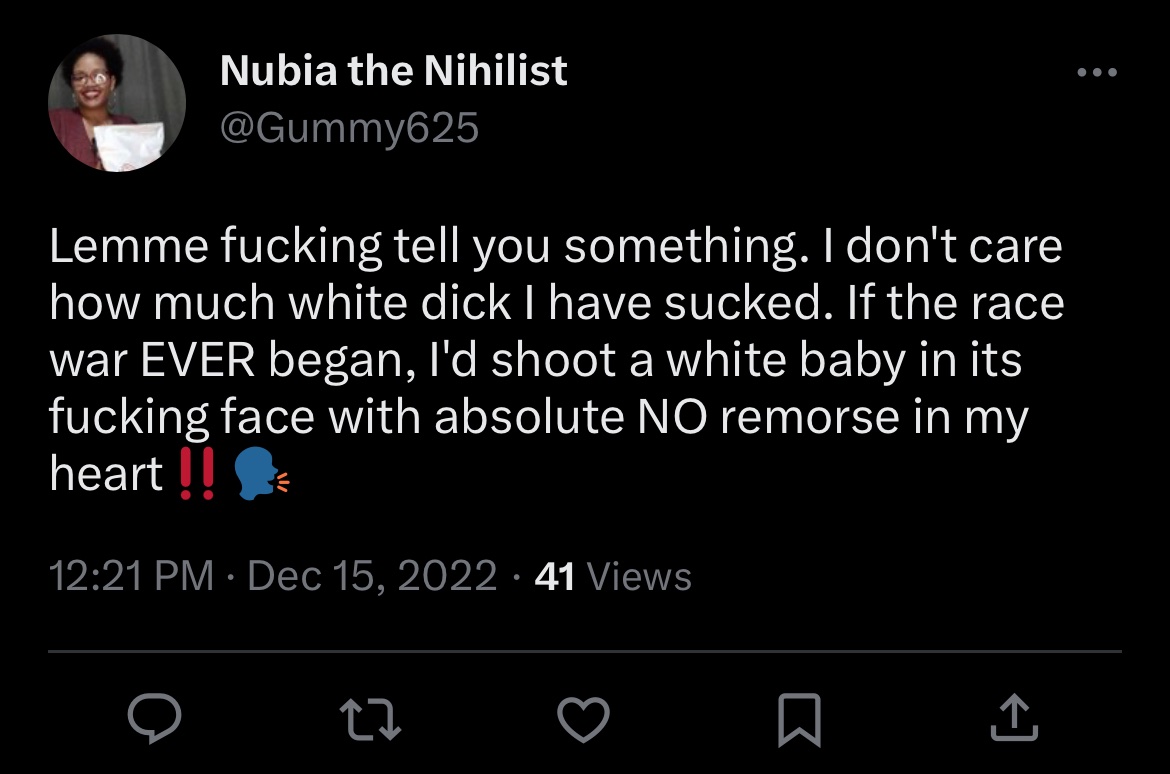 Nubia the Nihilist
@Gummy625
Lemme fucking tell you something. I don't care
how much white dick I have sucked. If the race
war EVER began, I'd shoot a white baby in its
fucking face with absolute NO remorse in my
heart ‼️ 🗣️
12:21 PM · Dec 15, 2022 · 41 Views